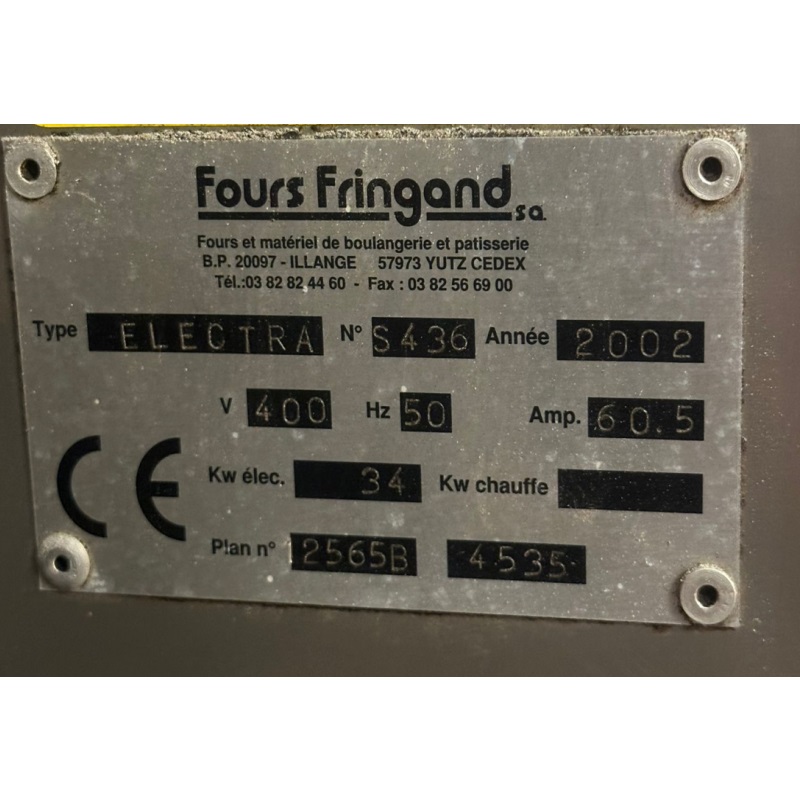 Fours Fringand sa.
Fours et matériel de boulangerie et patisserie
B.P. 20097 - ILLANGE 57973 YUTZ CEDEX
Tél.:03 82 82 44 60 - Fax : 03 82 56 69 00
Type ELECTRA N° S436 Année 2002
V 400 Hz 50 Amp. 60.5
CE
Kw élec. 34 Kw chauffe
Plan n° 12565B 4535